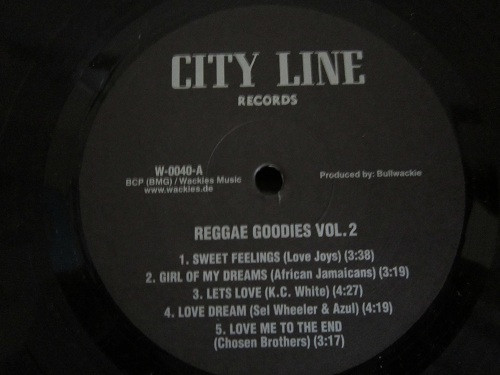 CITY LINE
RECORDS
W-0040-A
BCP (BMG) / Wackies Music
www.wackies.de
Produced by: Bullwackie
REGGAE GOODIES VOL.2
1. SWEET FEELINGS (Love Joys) (3:38)
2. GIRL OF MY DREAMS (African Jamaicans) (3:19)
3. LETS LOVE (K.C. White) (4:27)
4. LOVE DREAM (Sel Wheeler & Azul) (4:19)
5. LOVE ME TO THE END
(Chosen Brothers) (3:17)